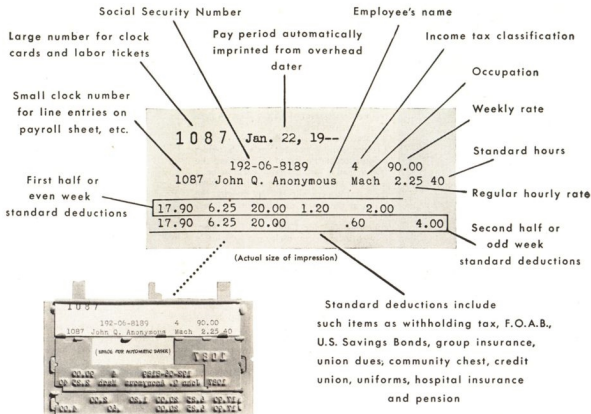 Social Security Number
Employee's name
Large number for clock
cards and labor tickets
Pay period automatically
imprinted from overhead
dater
Income tax classification
Occupation
Small clock number
for line entries on
payroll sheet, etc.
Weekly rate
1087 Jan. 22, 19--
Standard hours
192-06-8189 4 90.00
1087 John Q. Anonymous Mach 2.25 40
First half or
even week
standard deductions
Regular hourly rate
17.90 6.25 20.00 1.20 2.00
17.90 6.25 20.00 .60 4.00
Second half or
odd week
standard deductions
(Actual size of impression)
1087
192-06-8189 4 90.00
1087 John Q. Anonymous Mach 2.25 40
(SPACE FOR AUTOMATIC DATER)
Standard deductions include
such items as withholding tax, F.O.A.B.,
U.S. Savings Bonds, group insurance,
union dues, community chest, credit
union, uniforms, hospital insurance
and pension